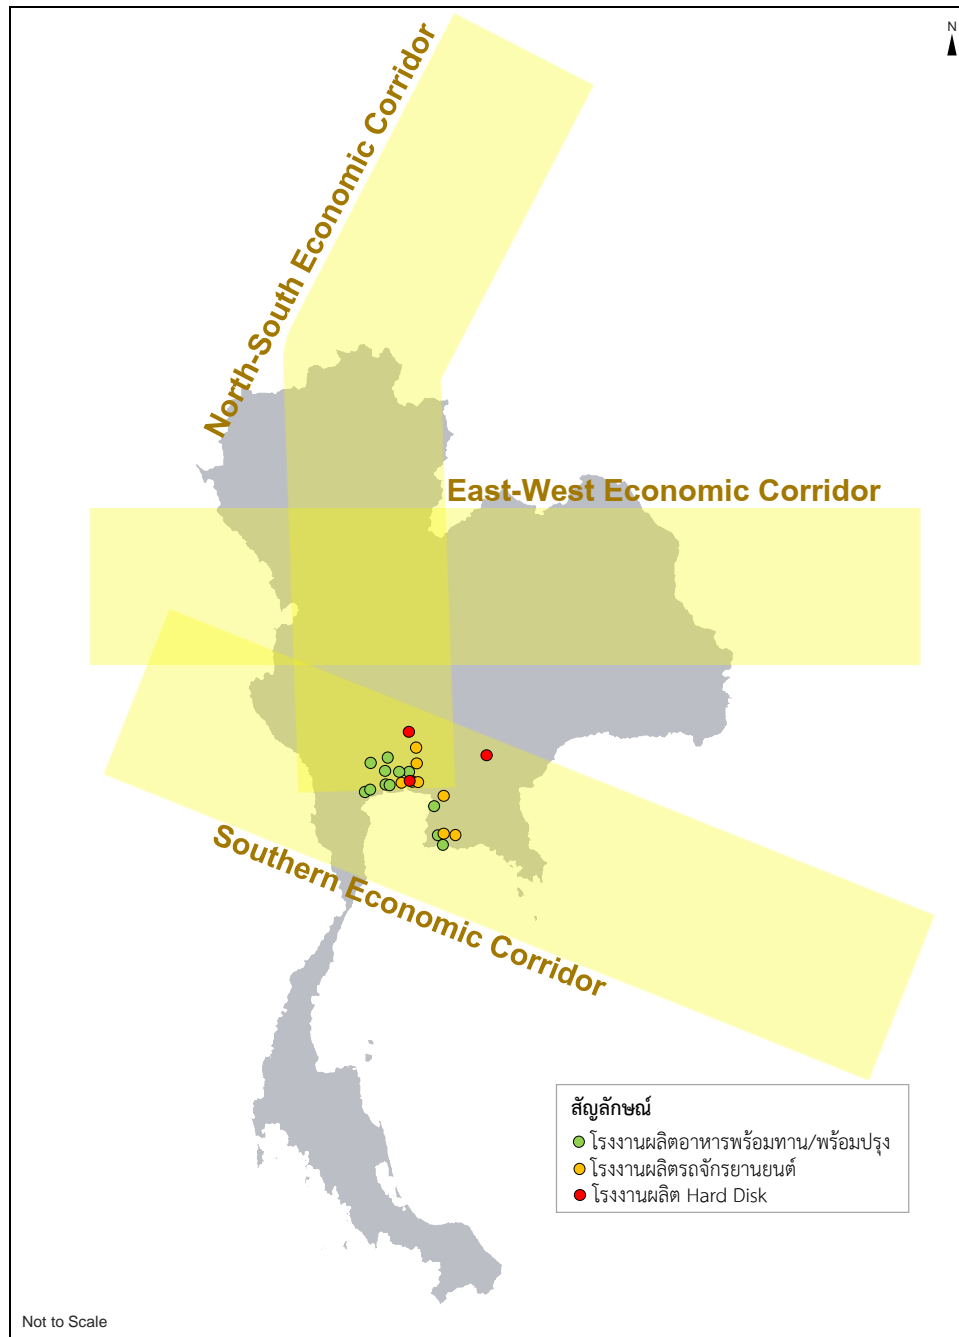 N
North-South Economic Corridor
East-West Economic Corridor
Southern Economic Corridor
สัญลักษณ์
โรงงานผลิตอาหารพร้อมทาน/พร้อมปรุง
โรงงานผลิตรถจักรยานยนต์
โรงงานผลิต Hard Disk
Not to Scale